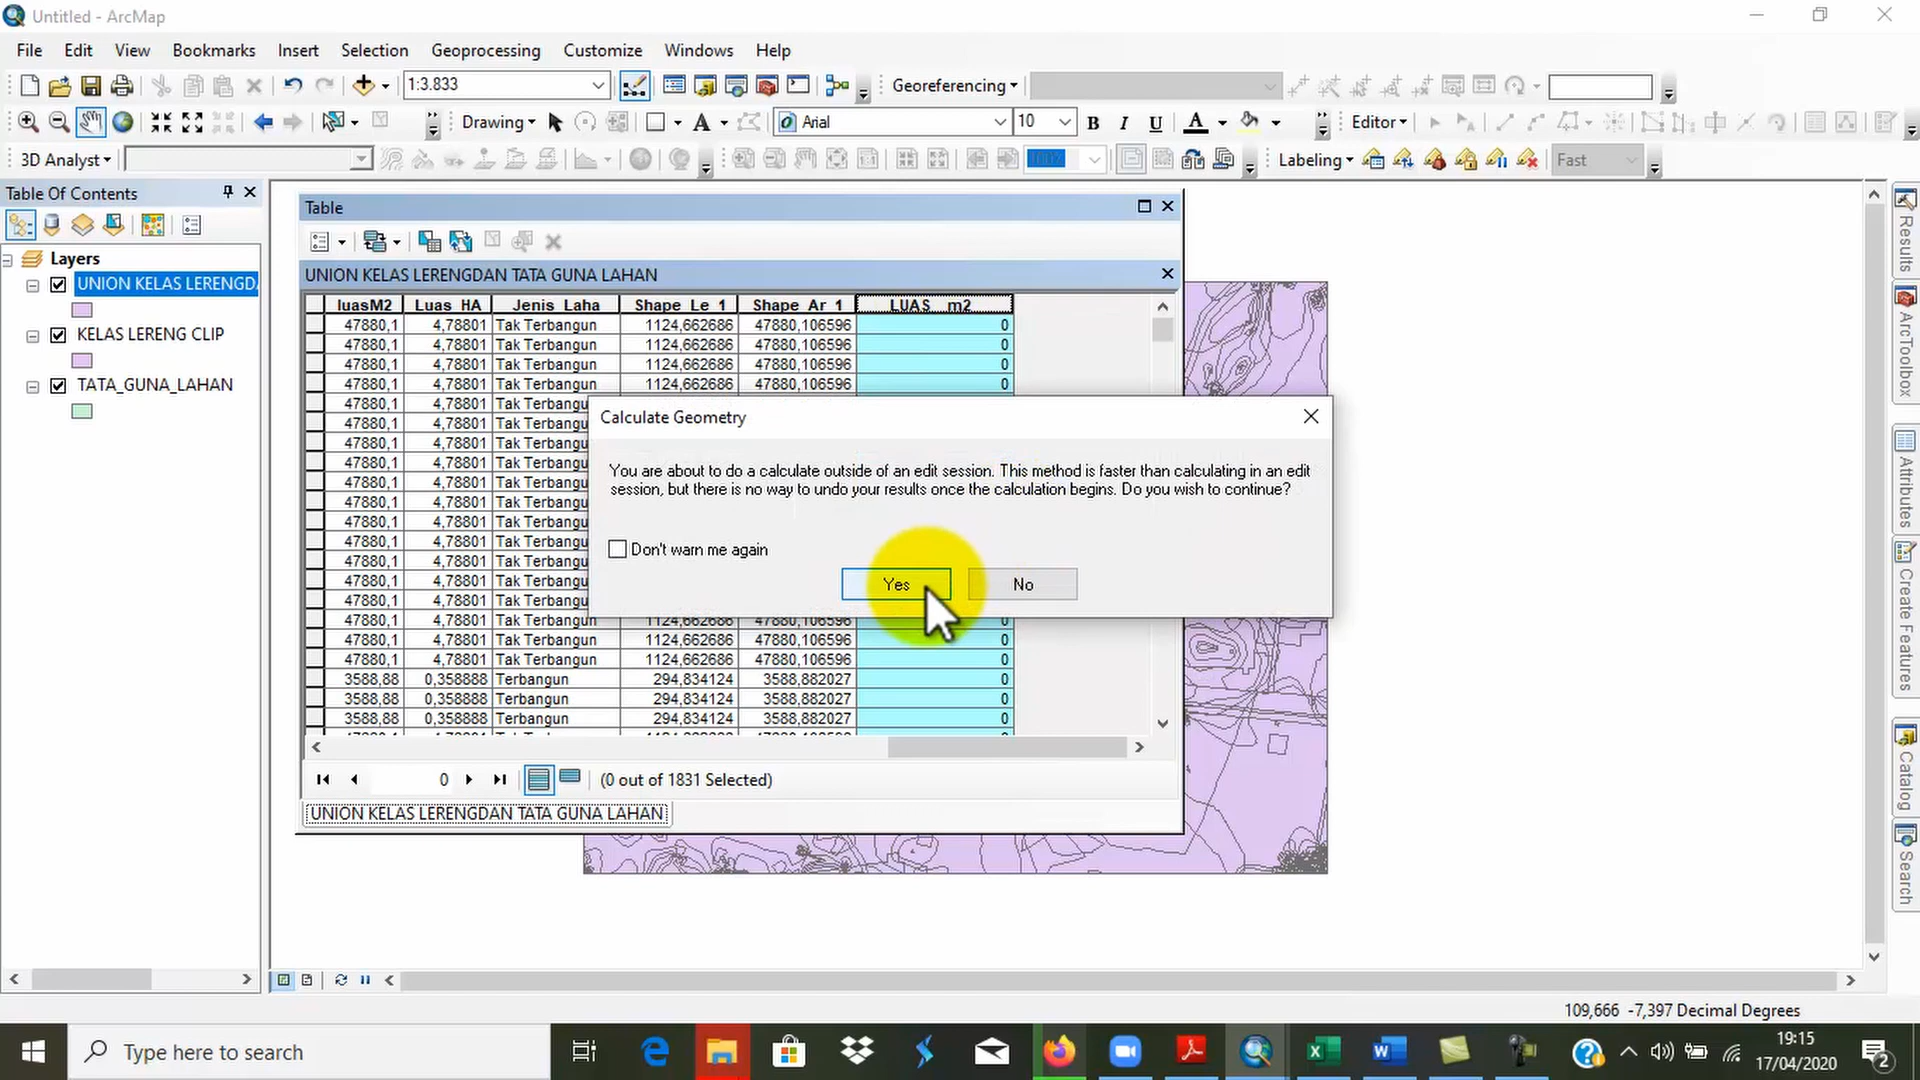 Untitled - ArcMap
File Edit View Bookmarks Insert Selection Geoprocessing Customize Windows Help
1:3.833 Georeferencing
Drawing A Arial 10 B I U A Editor
3D Analyst 100% Labeling Fast
Table Of Contents
Layers
UNION KELAS LERENGDA
KELAS LERENG CLIP
TATA_GUNA_LAHAN
Table
UNION KELAS LERENGDAN TATA GUNA LAHAN
luasM2 Luas_HA Jenis_Laha Shape_Le_1 Shape_Ar_1 LUAS__m2
47880,1 4,78801 Tak Terbangun 1124,662686 47880,106596 0
47880,1 4,78801 Tak Terbangun 1124,662686 47880,106596 0
47880,1 4,78801 Tak Terbangun 1124,662686 47880,106596 0
47880,1 4,78801 Tak Terbangun 1124,662686 47880,106596 0
47880,1 4,78801 Tak Terbangu
47880,1 4,78801 Tak Terbangu
47880,1 4,78801 Tak Terbangu
47880,1 4,78801 Tak Terbangu
47880,1 4,78801 Tak Terbangu
47880,1 4,78801 Tak Terbangu
47880,1 4,78801 Tak Terbangu
47880,1 4,78801 Tak Terbangu
47880,1 4,78801 Tak Terbangu
47880,1 4,78801 Tak Terbangu
47880,1 4,78801 Tak Terbangu
47880,1 4,78801 Tak Terbangun 1124,662686 47880,106596 0
47880,1 4,78801 Tak Terbangun 1124,662686 47880,106596 0
47880,1 4,78801 Tak Terbangun 1124,662686 47880,106596 0
3588,88 0,358888 Terbangun 294,834124 3588,882027 0
3588,88 0,358888 Terbangun 294,834124 3588,882027 0
3588,88 0,358888 Terbangun 294,834124 3588,882027 0
0 (0 out of 1831 Selected)
UNION KELAS LERENGDAN TATA GUNA LAHAN
Calculate Geometry
You are about to do a calculate outside of an edit session. This method is faster than calculating in an edit
session, but there is no way to undo your results once the calculation begins. Do you wish to continue?
Don't warn me again
Yes No
Results
ArcToolbox
Attributes
Create Features
Catalog
Search
109,666 -7,397 Decimal Degrees
Type here to search
19:15
17/04/2020
2